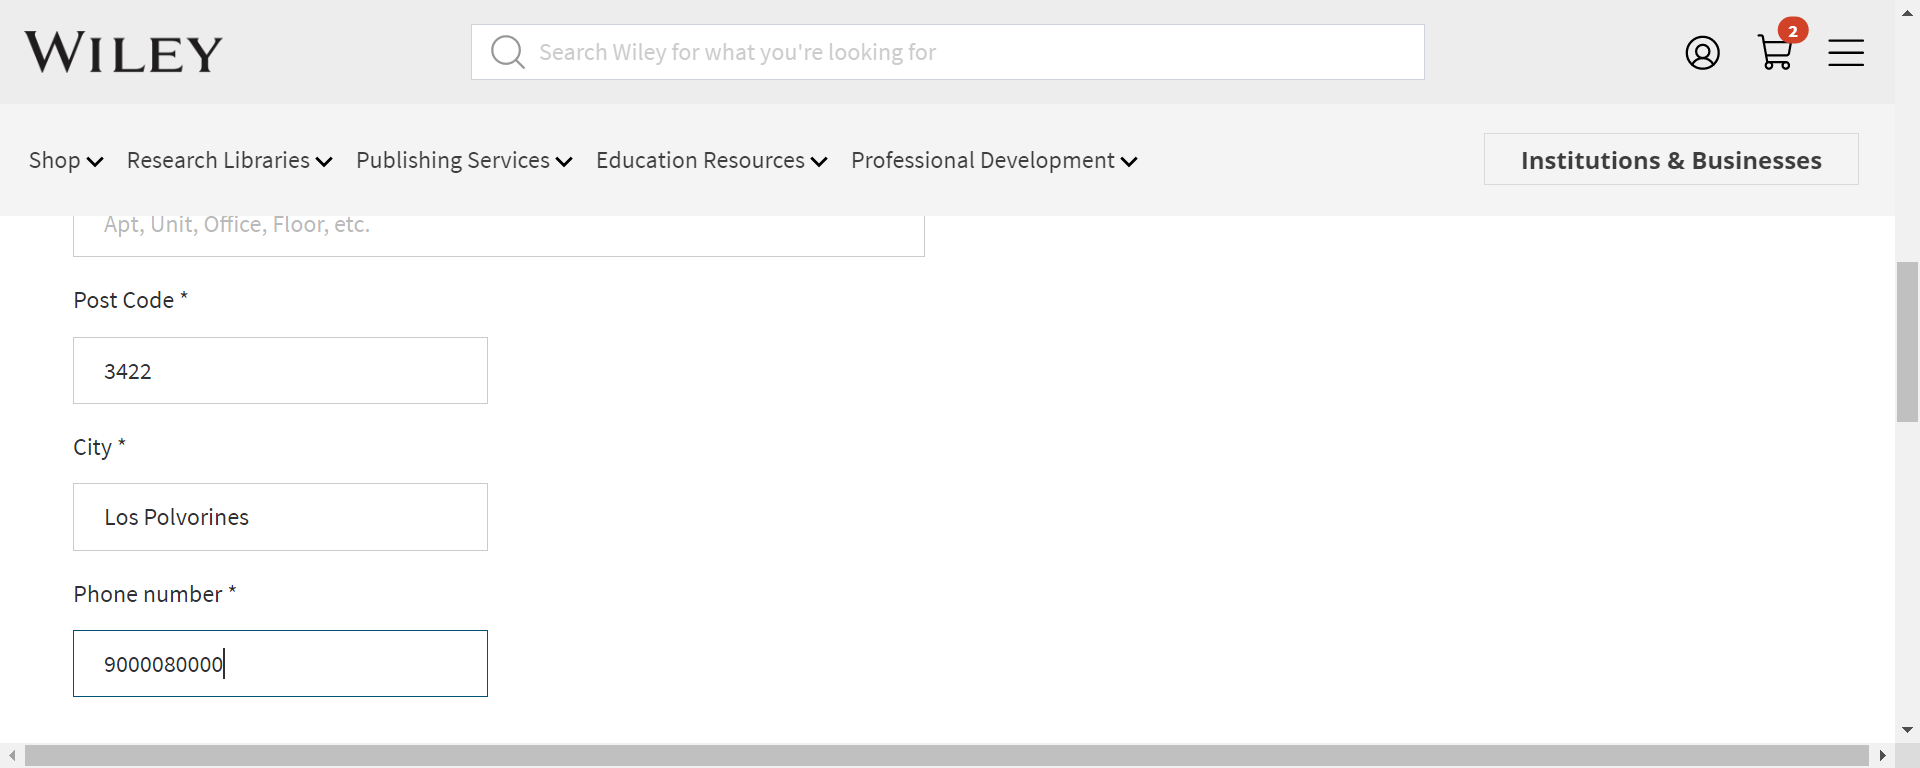 WILEY
Search Wiley for what you're looking for
2
Shop
Research Libraries
Publishing Services
Education Resources
Professional Development
Institutions & Businesses
Apt, Unit, Office, Floor, etc.
Post Code *
3422
City *
Los Polvorines
Phone number *
9000080000